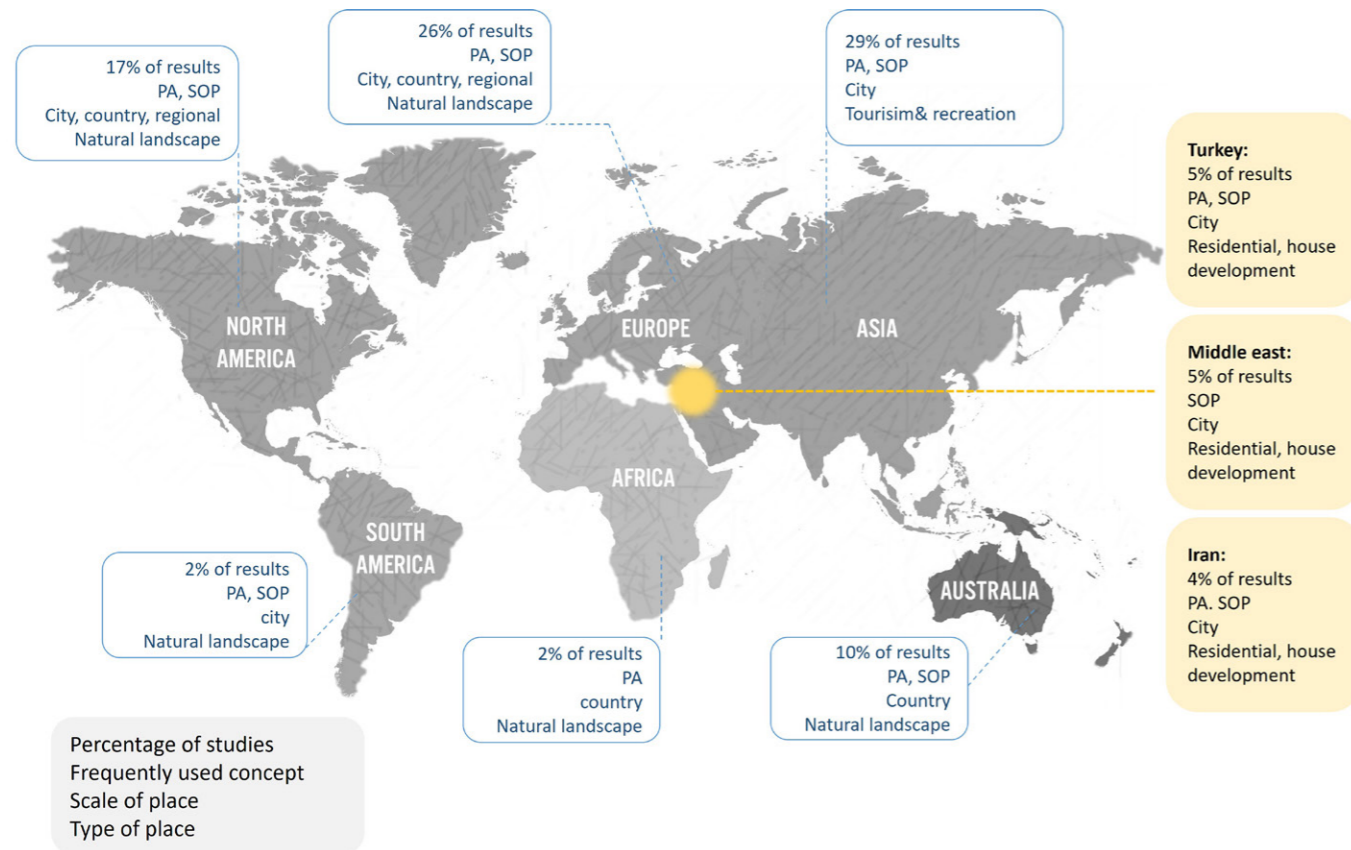 17% of results
PA, SOP
City, country, regional
Natural landscape
26% of results
PA, SOP
City, country, regional
Natural landscape
29% of results
PA, SOP
City
Tourisim& recreation
Turkey:
5% of results
PA, SOP
City
Residential, house
development
Middle east:
5% of results
SOP
City
Residential, house
development
Iran:
4% of results
PA. SOP
City
Residential, house
development
NORTH
AMERICA
EUROPE
ASIA
AFRICA
SOUTH
AMERICA
AUSTRALIA
2% of results
PA, SOP
city
Natural landscape
2% of results
PA
country
Natural landscape
10% of results
PA, SOP
Country
Natural landscape
Percentage of studies
Frequently used concept
Scale of place
Type of place